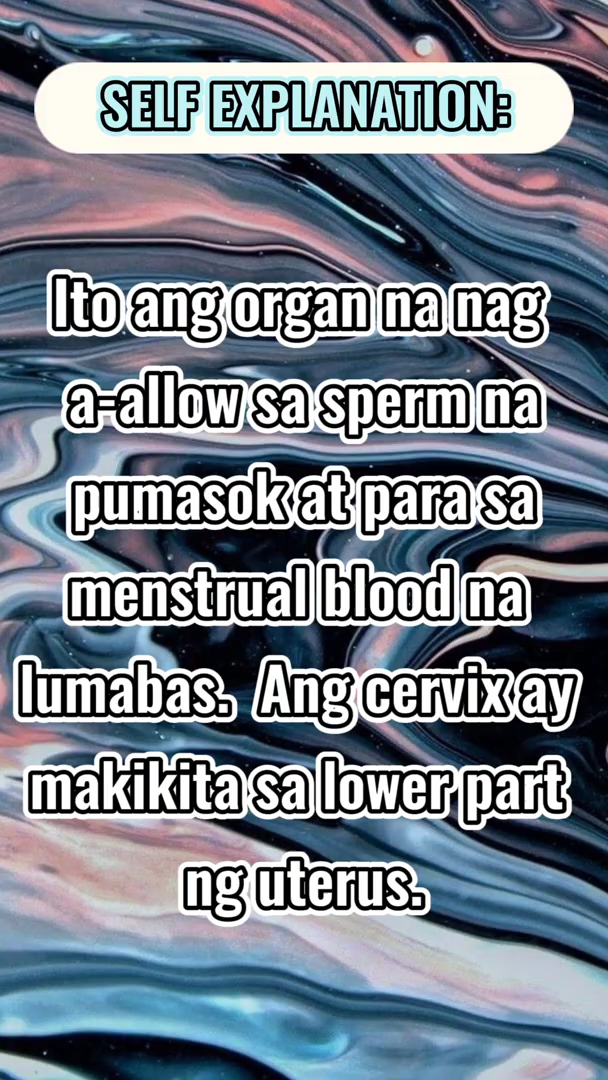 SELF EXPLANATION:
Ito ang organ na nag
a-allow sa sperm na
pumasok at para sa
menstrual blood na
lumabas. Ang cervix ay
makikita sa lower part
ng uterus.